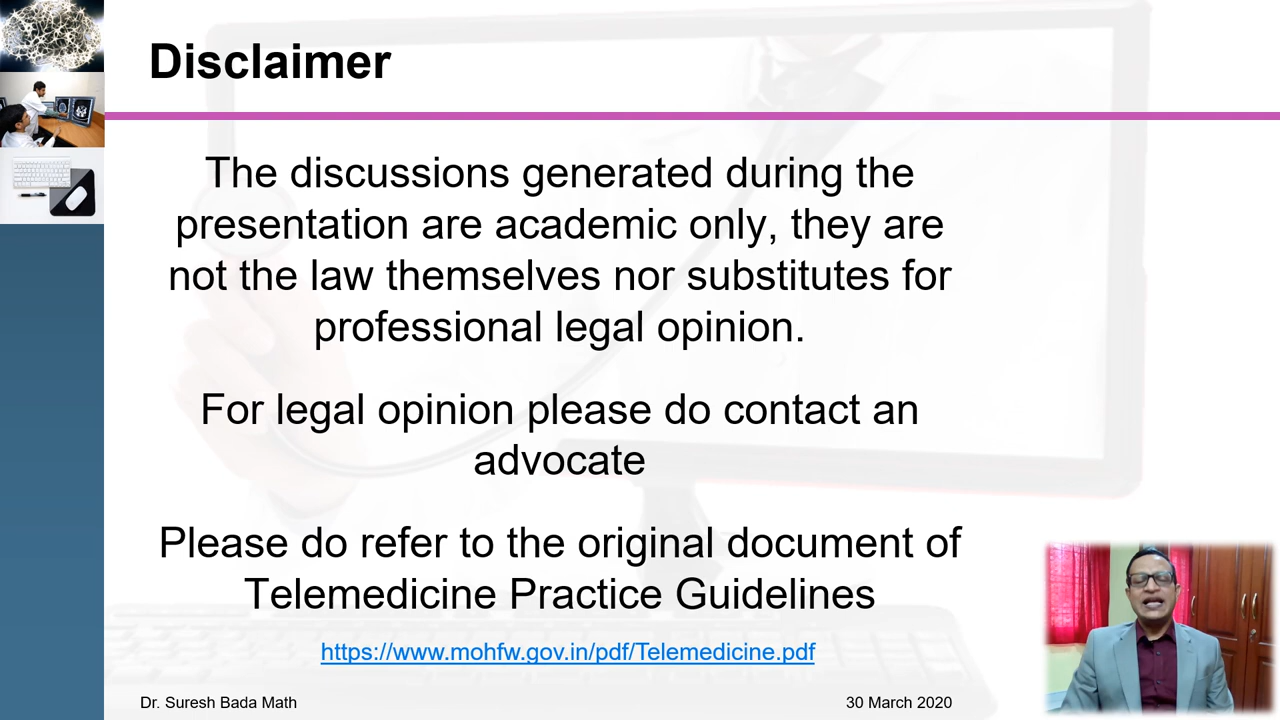 Disclaimer
The discussions generated during the
presentation are academic only, they are
not the law themselves nor substitutes for
professional legal opinion.
For legal opinion please do contact an
advocate
Please do refer to the original document of
Telemedicine Practice Guidelines
https://www.mohfw.gov.in/pdf/Telemedicine.pdf
Dr. Suresh Bada Math
30 March 2020